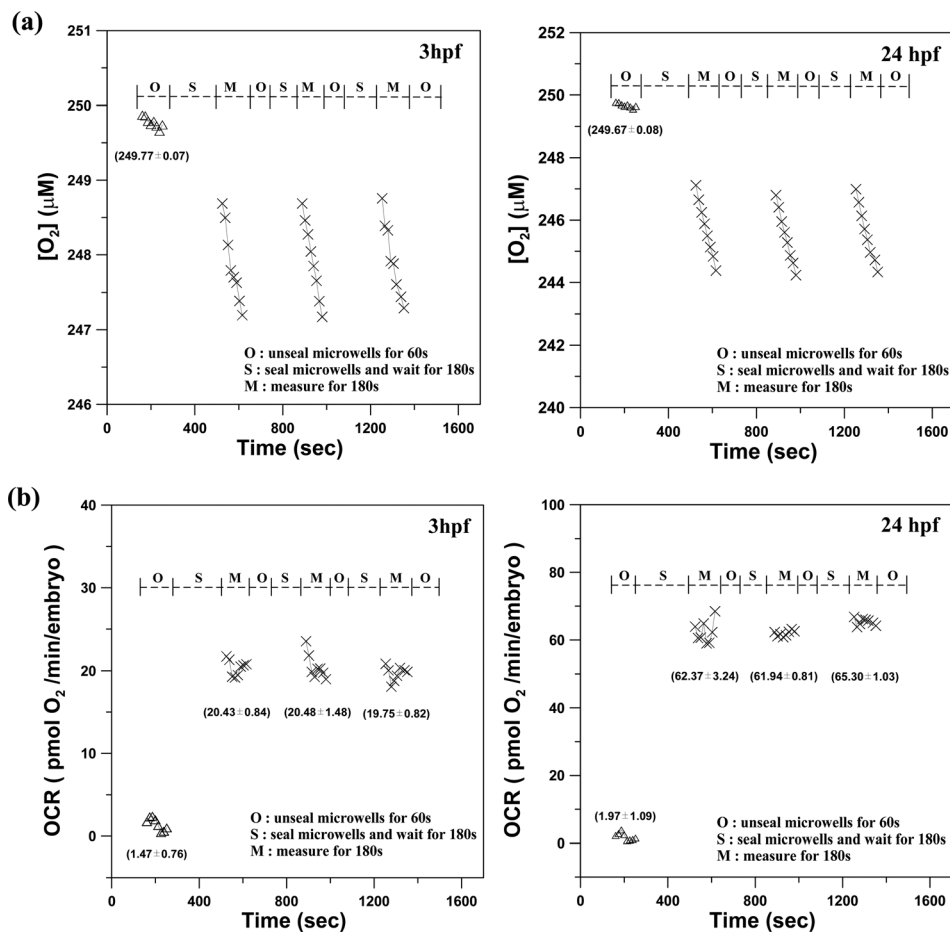 (a)
3hpf
O S M O S M O S M O
(249.77±0.07)
[O2] (μM)
251
250
249
248
247
246
O : unseal microwells for 60s
S : seal microwells and wait for 180s
M : measure for 180s
0 400 800 1200 1600
Time (sec)
24 hpf
O S M O S M O S M O
(249.67±0.08)
[O2] (μM)
252
250
248
246
244
242
240
O : unseal microwells for 60s
S : seal microwells and wait for 180s
M : measure for 180s
0 400 800 1200 1600
Time (sec)
(b)
3hpf
O S M O S M O S M O
OCR ( pmol O2 /min/embryo)
40
30
20
10
0
(20.43±0.84) (20.48±1.48) (19.75±0.82)
(1.47±0.76)
O : unseal microwells for 60s
S : seal microwells and wait for 180s
M : measure for 180s
0 400 800 1200 1600
Time (sec)
24 hpf
O S M O S M O S M O
OCR ( pmol O2 /min/embryo)
100
80
60
40
20
0
(62.37±3.24) (61.94±0.81) (65.30±1.03)
(1.97±1.09)
O : unseal microwells for 60s
S : seal microwells and wait for 180s
M : measure for 180s
0 400 800 1200 1600
Time (sec)